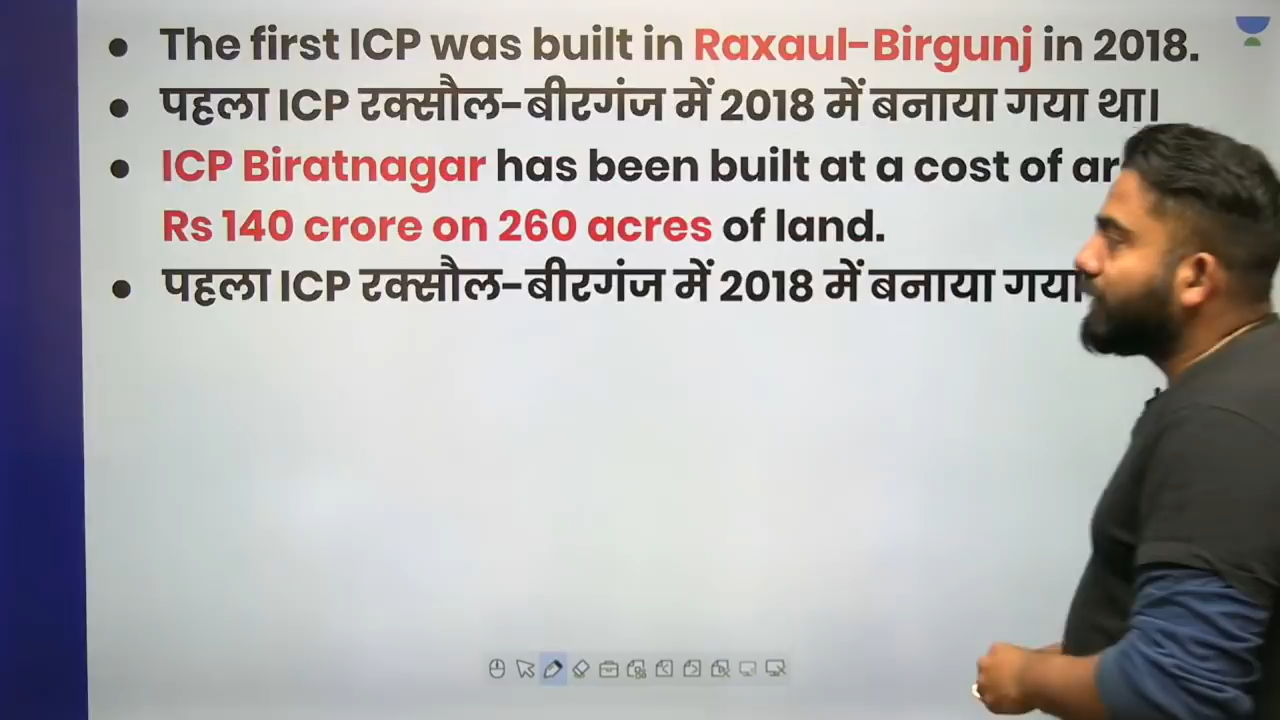 The first ICP was built in Raxaul-Birgunj in 2018.
पहला ICP रक्सौल-बीरगंज में 2018 में बनाया गया था।
ICP Biratnagar has been built at a cost of
Rs 140 crore on 260 acres of land.
पहला ICP रक्सौल-बीरगंज में 2018 में बनाया गया